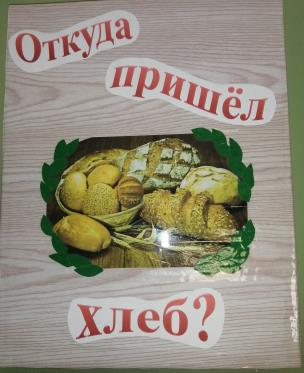 Откуда
пришёл
хлеб?